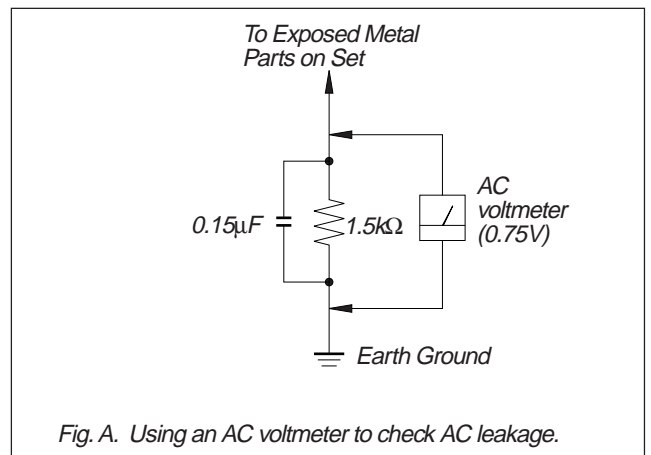 To Exposed Metal
Parts on Set
0.15μF
1.5kΩ
AC
voltmeter
(0.75V)
Earth Ground
Fig. A. Using an AC voltmeter to check AC leakage.